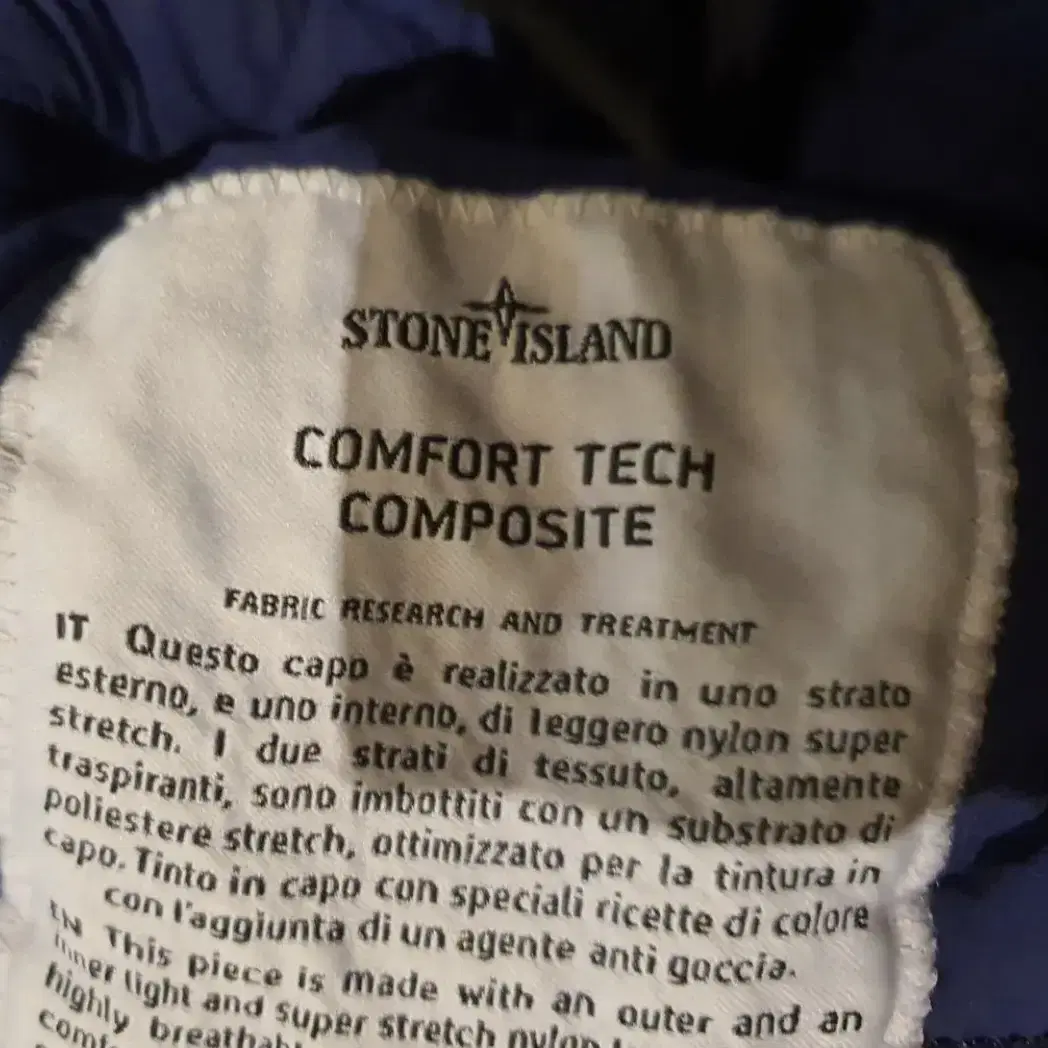 STONE ISLAND
COMFORT TECH
COMPOSITE
FABRIC RESEARCH AND TREATMENT
IT Questo capo è realizzato in uno strato
esterno, e uno interno, di leggero nylon super
stretch. I due strati di tessuto, altamente
traspiranti, sono imbottiti con un substrato di
poliestere stretch, ottimizzato per la tintura in
capo. Tinto in capo con speciali ricette di colore
con l'aggiunta di un agente anti goccia.
EN This piece is made with an outer and an
inner light and super stretch nylon
highly